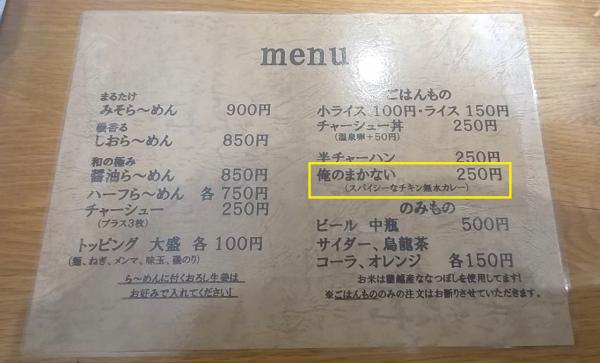 menu
まるたけ
みそら～めん 900円
磯香る
しおら～めん 850円
和の極み
醤油ら～めん 850円
ハーフら～めん 各 750円
チャーシュー 250円
(プラス3枚)
トッピング 大盛 各 100円
(麺、ねぎ、メンマ、味玉、磯のり)
ら～めんに付くおろし生姜は
お好みで入れてください!
ごはんもの
小ライス 100円・ライス 150円
チャーシュー丼 250円
(温泉卵+50円)
半チャーハン 250円
俺のまかない 250円
(スパイシーなチキン無水カレー)
のみもの
ビール 中瓶 500円
サイダー、烏龍茶
コーラ、オレンジ 各150円
お米は蘭越産ななつぼしを使用してます!
※ごはんもののみの注文はお断りさせていただきます。